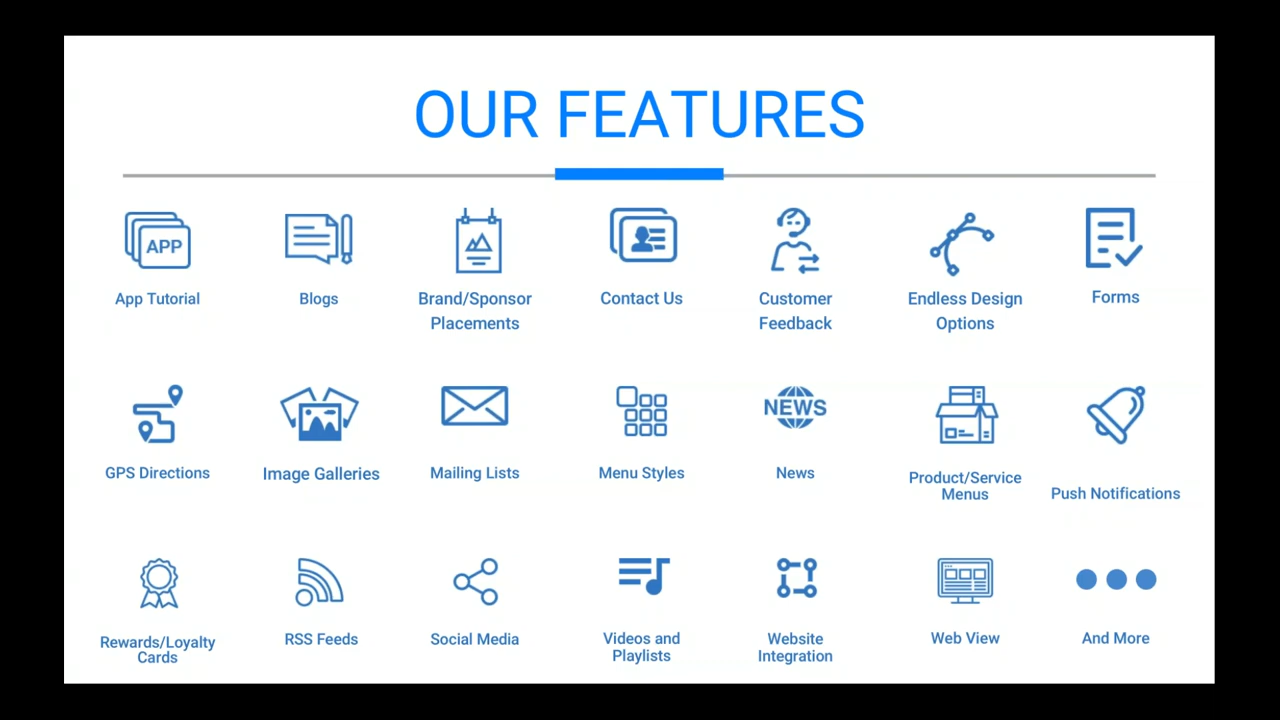 OUR FEATURES
APP
App Tutorial
Blogs
Brand/Sponsor
Placements
Contact Us
Customer
Feedback
Endless Design
Options
Forms
GPS Directions
Image Galleries
Mailing Lists
Menu Styles
NEWS
News
Product/Service
Menus
Push Notifications
Rewards/Loyalty
Cards
RSS Feeds
Social Media
Videos and
Playlists
Website
Integration
Web View
And More